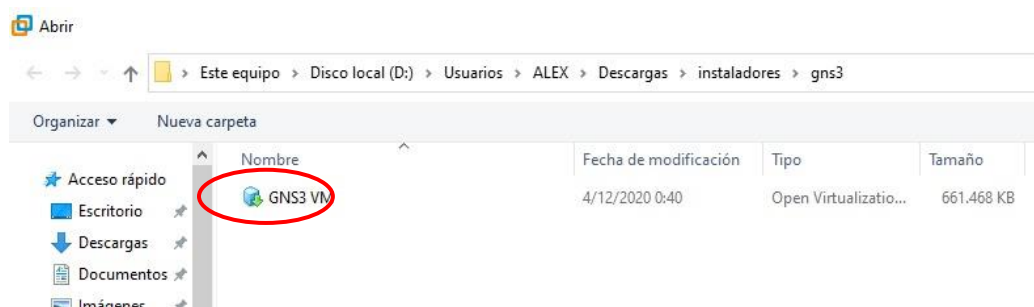 Abrir
Este equipo > Disco local (D:) > Usuarios > ALEX > Descargas > instaladores > gns3
Organizar Nueva carpeta
Nombre Fecha de modificación Tipo Tamaño
Acceso rápido
GNS3 VM 4/12/2020 0:40 Open Virtualizatio... 661.468 KB
Escritorio
Descargas
Documentos
Imágenes